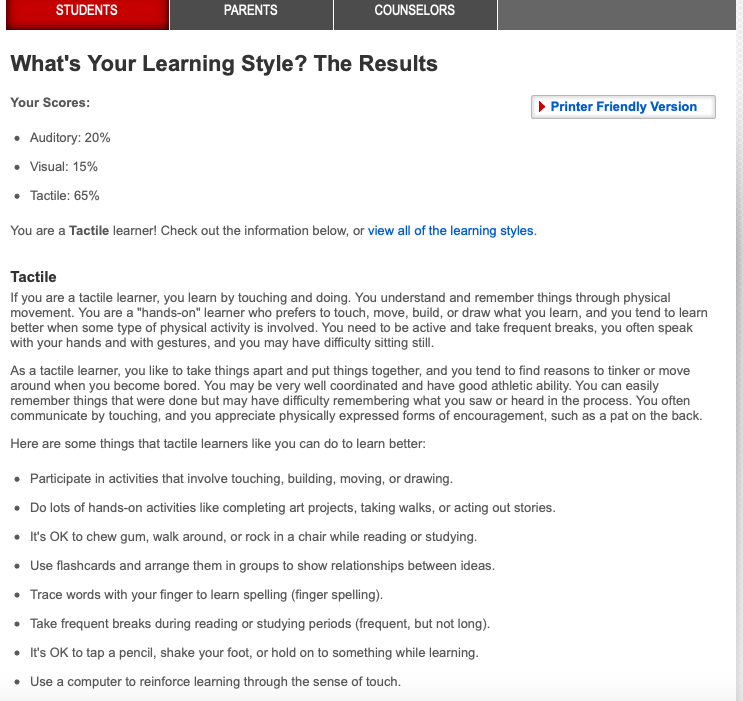 STUDENTS PARENTS COUNSELORS
What's Your Learning Style? The Results
Your Scores:
Printer Friendly Version
Auditory: 20%
Visual: 15%
Tactile: 65%
You are a Tactile learner! Check out the information below, or view all of the learning styles.
Tactile
If you are a tactile learner, you learn by touching and doing. You understand and remember things through physical
movement. You are a "hands-on" learner who prefers to touch, move, build, or draw what you learn, and you tend to learn
better when some type of physical activity is involved. You need to be active and take frequent breaks, you often speak
with your hands and with gestures, and you may have difficulty sitting still.
As a tactile learner, you like to take things apart and put things together, and you tend to find reasons to tinker or move
around when you become bored. You may be very well coordinated and have good athletic ability. You can easily
remember things that were done but may have difficulty remembering what you saw or heard in the process. You often
communicate by touching, and you appreciate physically expressed forms of encouragement, such as a pat on the back.
Here are some things that tactile learners like you can do to learn better:
Participate in activities that involve touching, building, moving, or drawing.
Do lots of hands-on activities like completing art projects, taking walks, or acting out stories.
It's OK to chew gum, walk around, or rock in a chair while reading or studying.
Use flashcards and arrange them in groups to show relationships between ideas.
Trace words with your finger to learn spelling (finger spelling).
Take frequent breaks during reading or studying periods (frequent, but not long).
It's OK to tap a pencil, shake your foot, or hold on to something while learning.
Use a computer to reinforce learning through the sense of touch.